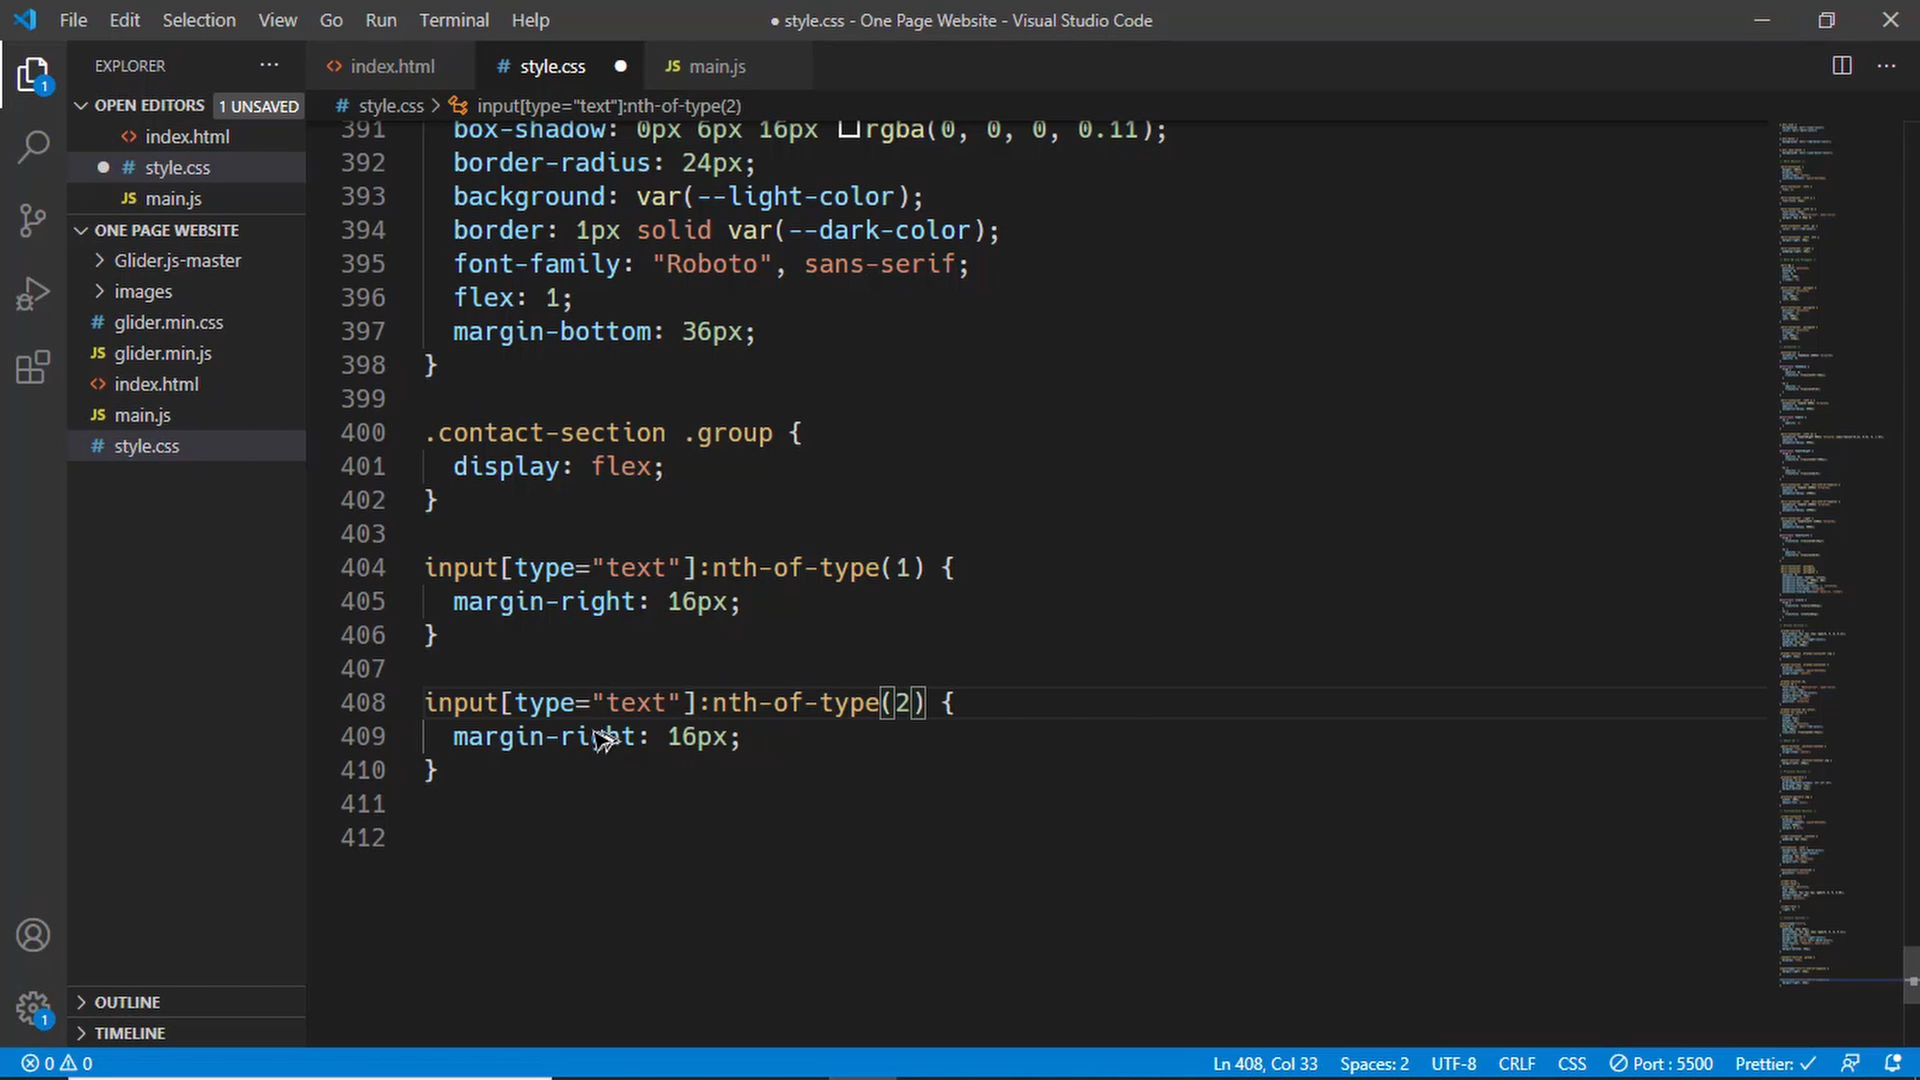 File Edit Selection View Go Run Terminal Help
● style.css - One Page Website - Visual Studio Code
EXPLORER
index.html
style.css
main.js
OPEN EDITORS 1 UNSAVED
index.html
style.css
main.js
ONE PAGE WEBSITE
Glider.js-master
images
glider.min.css
glider.min.js
index.html
main.js
style.css
OUTLINE
TIMELINE
style.css > input[type="text"]:nth-of-type(2)
391 box-shadow: 0px 6px 16px rgba(0, 0, 0, 0.11);
392 border-radius: 24px;
393 background: var(--light-color);
394 border: 1px solid var(--dark-color);
395 font-family: "Roboto", sans-serif;
396 flex: 1;
397 margin-bottom: 36px;
398 }
399
400 .contact-section .group {
401 display: flex;
402 }
403
404 input[type="text"]:nth-of-type(1) {
405 margin-right: 16px;
406 }
407
408 input[type="text"]:nth-of-type(2) {
409 margin-right: 16px;
410 }
411
412
1
1
0 0
Ln 408, Col 33 Spaces: 2 UTF-8 CRLF CSS Port : 5500 Prettier: ✓